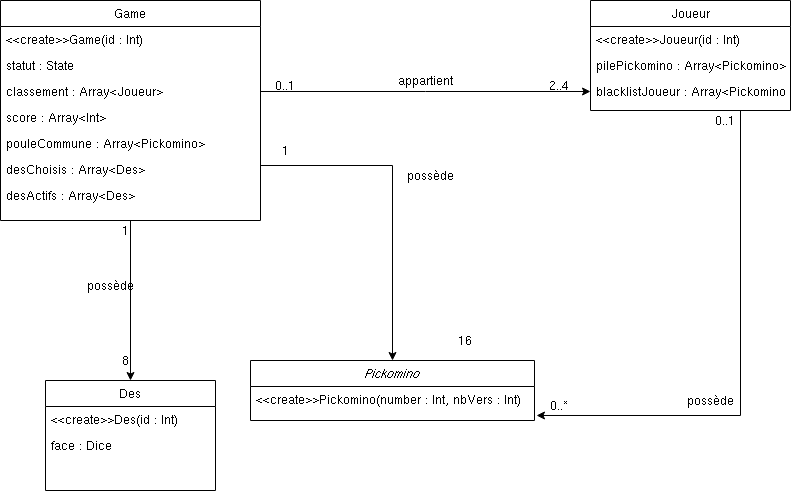 Game
<<create>>Game(id : Int)
statut : State
classement : Array<Joueur>
score : Array<Int>
pouleCommune : Array<Pickomino>
desChoisis : Array<Des>
desActifs : Array<Des>
Joueur
<<create>>Joueur(id : Int)
pilePickomino : Array<Pickomino>
blacklistJoueur : Array<Pickomino
0..1
appartient
2..4
0..1
1
possède
1
possède
8
16
possède
0..*
Pickomino
<<create>>Pickomino(number : Int, nbVers : Int)
Des
<<create>>Des(id : Int)
face : Dice